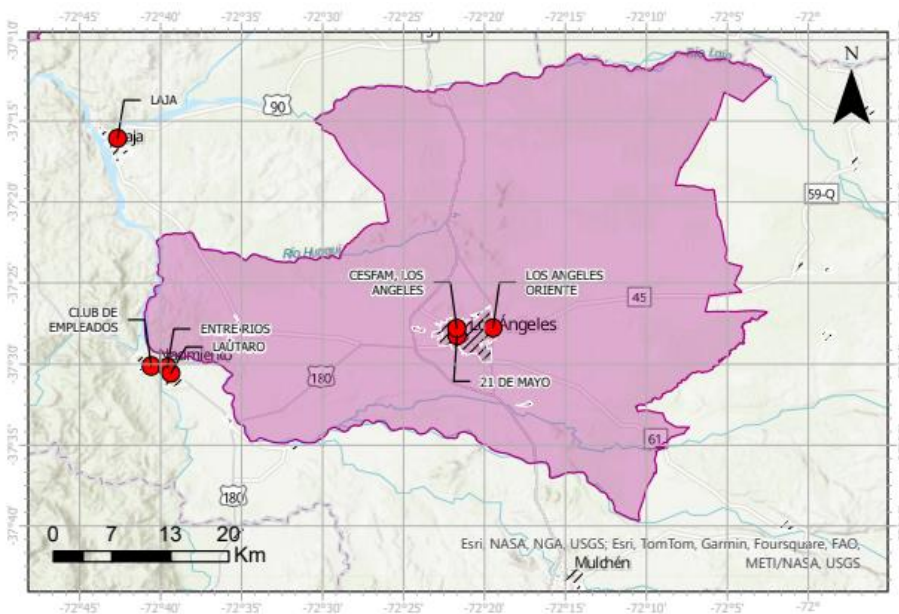 -72°45' -72°40' -72°35' -72°30' -72°25' -72°20' -72°15' -72°10' -72°5' -72°
-37°10'
-37°15'
-37°20'
-37°25'
-37°30'
-37°35'
-37°40'
N
Río Laja
LAJA
90
59-Q
CESFAM, LOS
ANGELES
LOS ANGELES
ORIENTE
45
CLUB DE
EMPLEADOS
ENTRE RIOS
LAUTARO
Nacimiento
Ángeles
180
21 DE MAYO
61
180
0 7 13 20
Km
Esri, NASA, NGA, USGS; Esri, TomTom, Garmin, Foursquare, FAO,
METI/NASA, USGS
Mulchén
-72°45' -72°40' -72°35' -72°30' -72°25' -72°20' -72°15' -72°10' -72°5' -72°